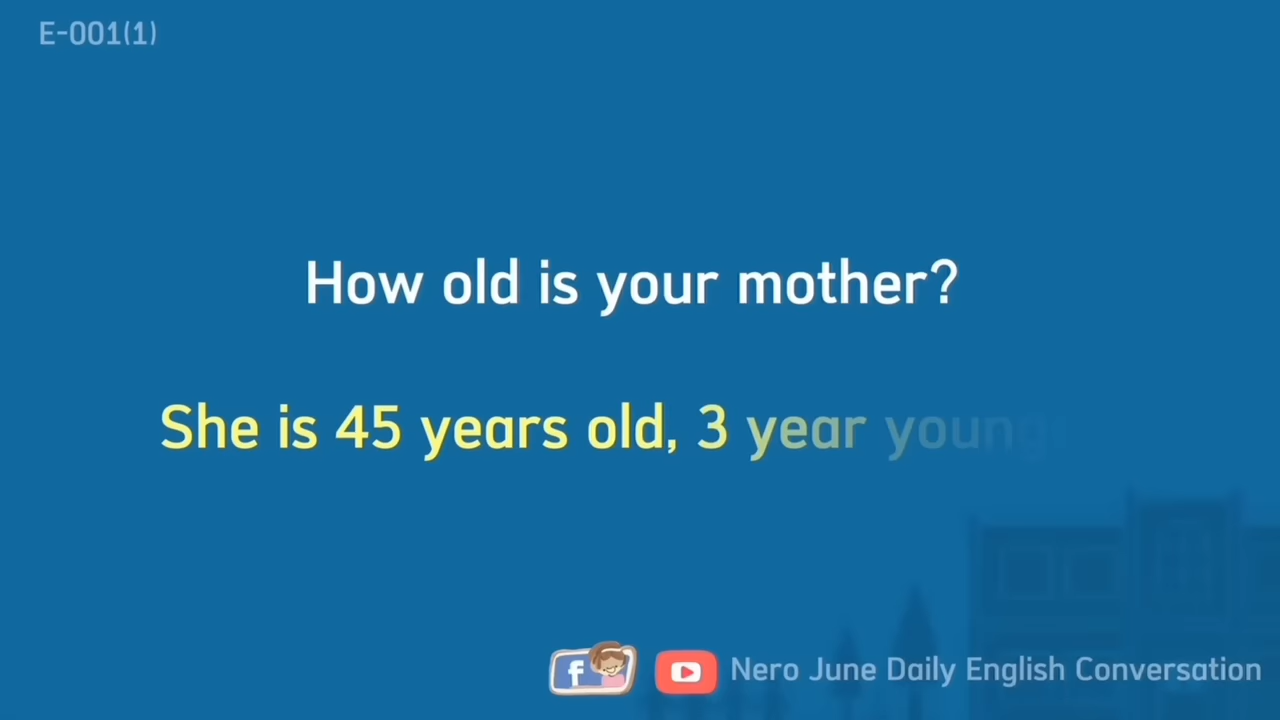 E-001(1)
How old is your mother?
She is 45 years old, 3 year young
f
Nero June Daily English Conversation